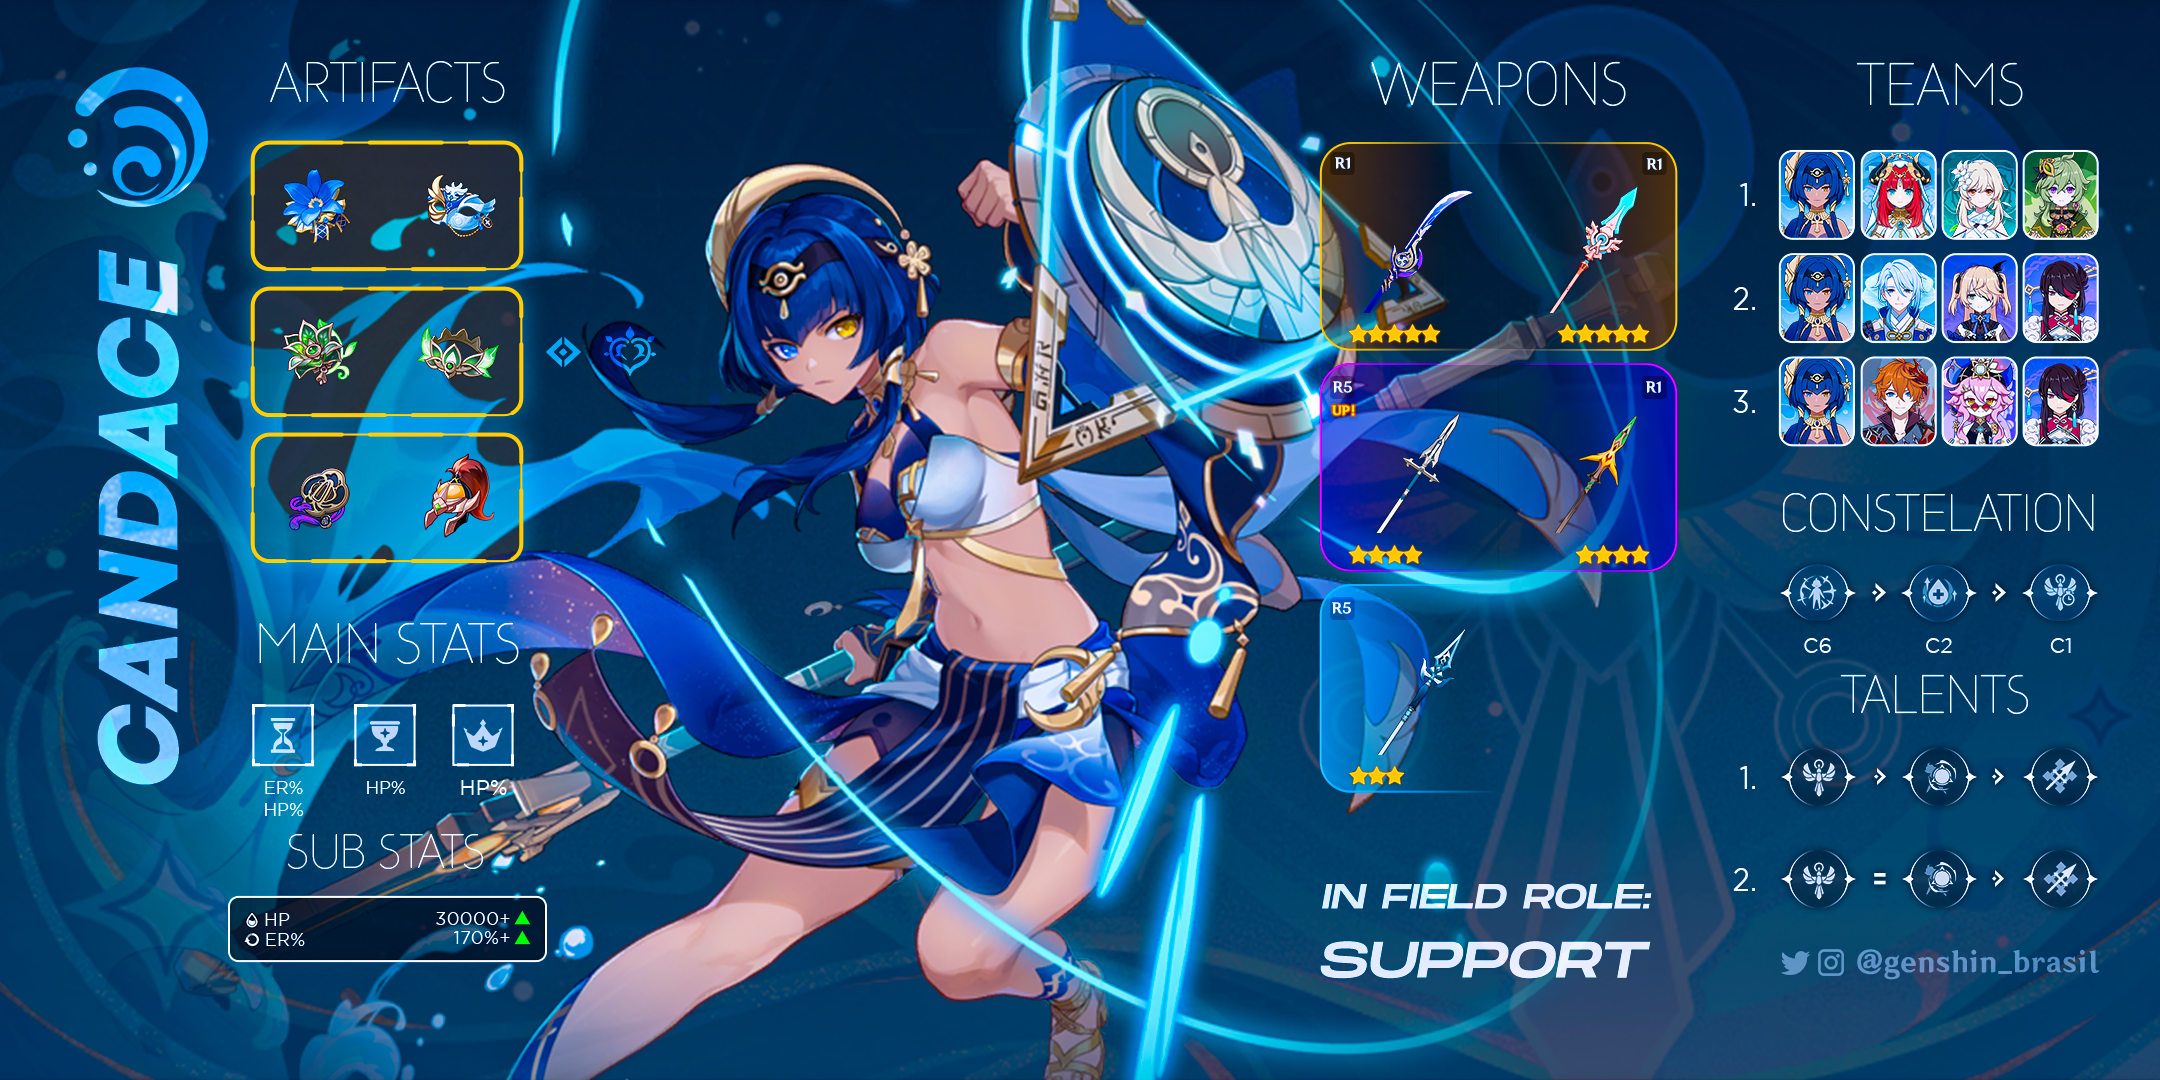 CANDACE
ARTIFACTS
MAIN STATS
ER%
HP%
HP%
HP%
SUB STATS
HP 30000+
ER% 170%+
WEAPONS
R1
R1
R5
UP!
R1
R5
IN FIELD ROLE:
SUPPORT
TEAMS
1.
2.
3.
CONSTELATION
> >
C6 C2 C1
TALENTS
1. > >
2. = >
@genshin_brasil